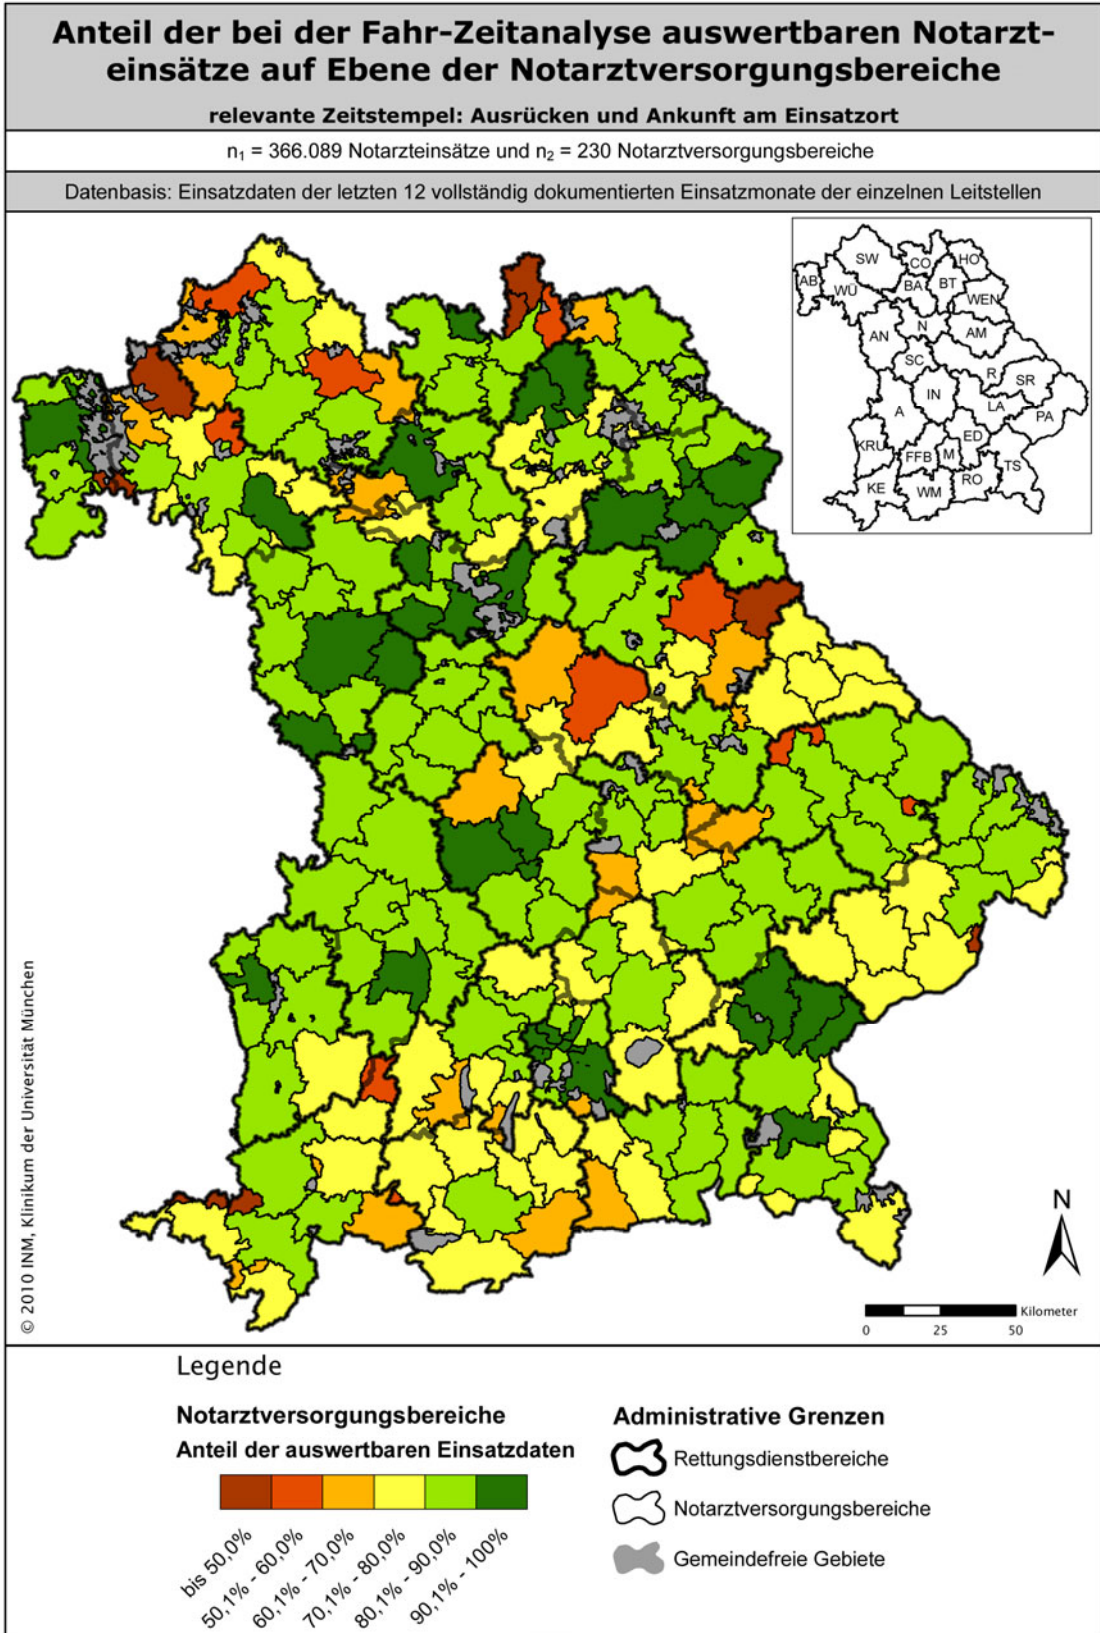 Anteil der bei der Fahr-Zeitanalyse auswertbaren Notarzt-
einsätze auf Ebene der Notarztversorgungsbereiche
relevante Zeitstempel: Ausrücken und Ankunft am Einsatzort
n₁ = 366.089 Notarzteinsätze und n₂ = 230 Notarztversorgungsbereiche
Datenbasis: Einsatzdaten der letzten 12 vollständig dokumentierten Einsatzmonate der einzelnen Leitstellen
SW
CO
HO
AB
WÜ
BA
BT
WEN
AN
N
AM
SC
R
SR
IN
A
LA
PA
KRU
FFB
M
ED
TS
KE
WM
RO
© 2010 INM, Klinikum der Universität München
N
Kilometer
0 25 50
Legende
Notarztversorgungsbereiche
Anteil der auswertbaren Einsatzdaten
bis 50,0%
50,1% - 60,0%
60,1% - 70,0%
70,1% - 80,0%
80,1% - 90,0%
90,1% - 100%
Administrative Grenzen
Rettungsdienstbereiche
Notarztversorgungsbereiche
Gemeindefreie Gebiete